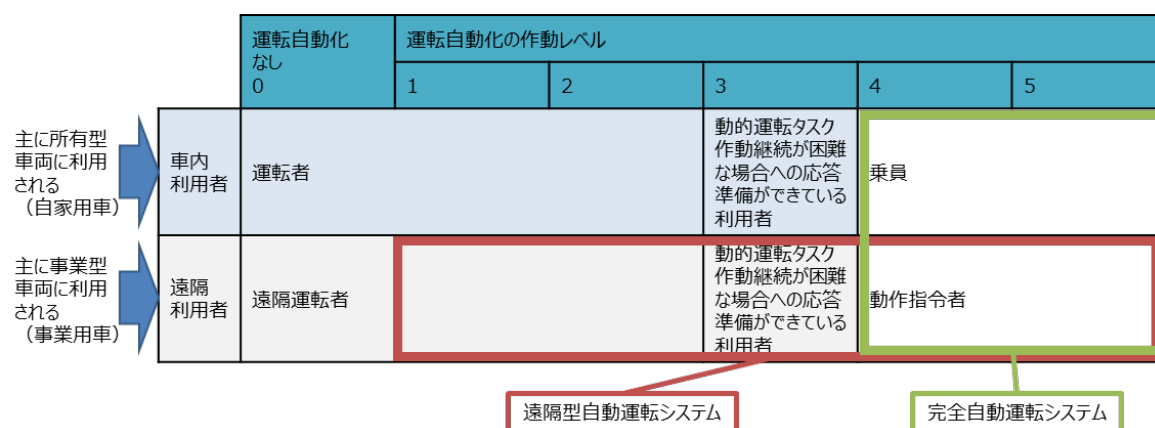 運転自動化
なし
0
運転自動化の作動レベル
1
2
3
4
5
主に所有型
車両に利用
される
（自家用車）
車内
利用者
運転者
動的運転タスク
作動継続が困難
な場合への応答
準備ができている
利用者
乗員
主に事業型
車両に利用
される
（事業用車）
遠隔
利用者
遠隔運転者
動的運転タスク
作動継続が困難
な場合への応答
準備ができている
利用者
動作指令者
遠隔型自動運転システム
完全自動運転システム